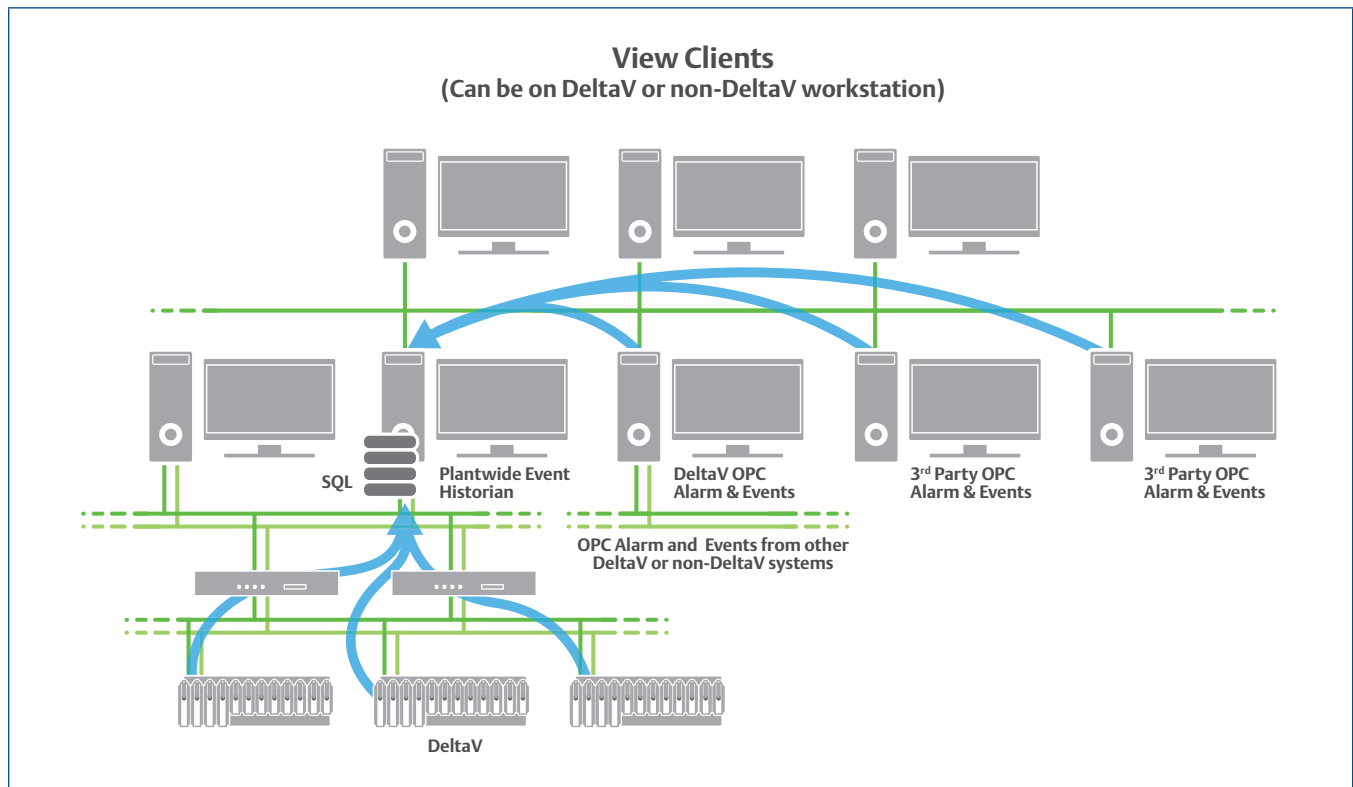 View Clients
(Can be on DeltaV or non-DeltaV workstation)
SQL
Plantwide Event
Historian
DeltaV OPC
Alarm & Events
3rd Party OPC
Alarm & Events
3rd Party OPC
Alarm & Events
OPC Alarm and Events from other
DeltaV or non-DeltaV systems
DeltaV